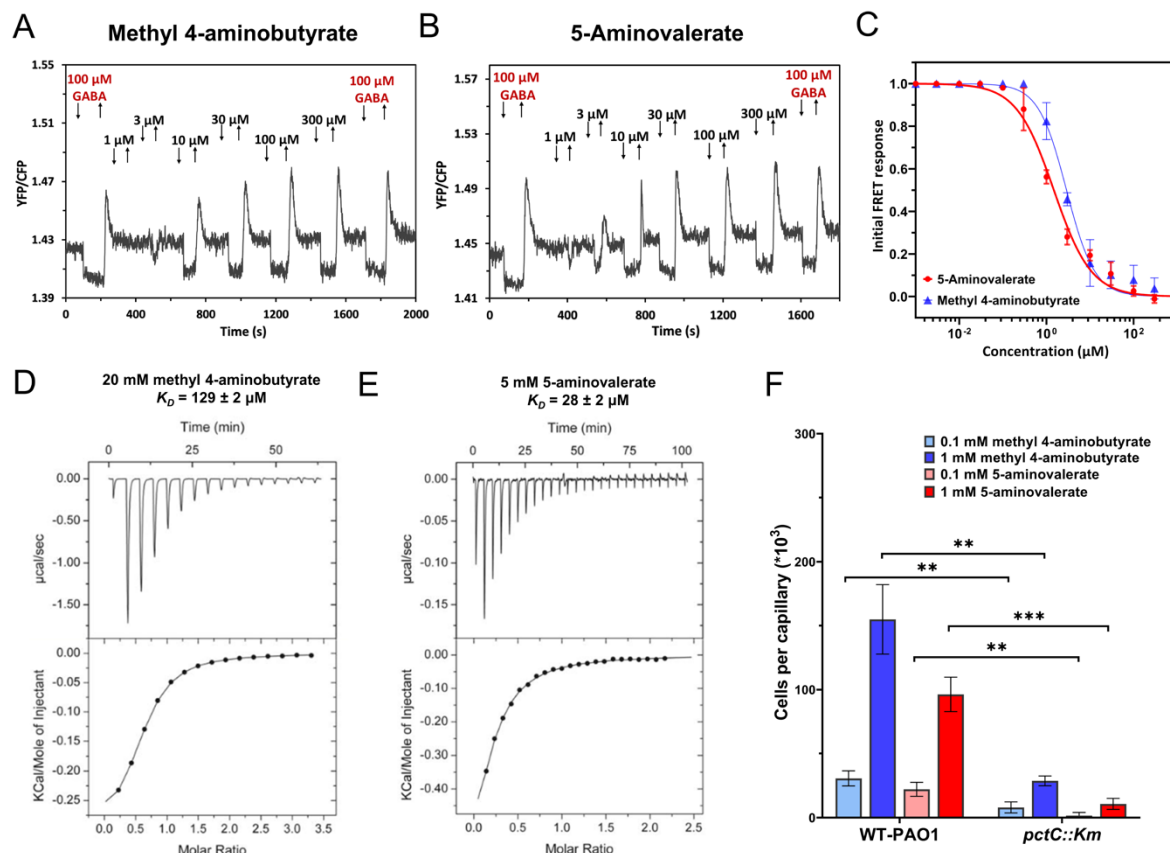 A
Methyl 4-aminobutyrate
1.55
1.51
1.47
1.43
1.39
YFP/CFP
100 µM
GABA
1 µM
3 µM
10 µM
30 µM
100 µM
300 µM
100 µM
GABA
0
400
800
1200
1600
2000
Time (s)
B
5-Aminovalerate
1.57
1.53
1.49
1.45
1.41
YFP/CFP
100 µM
GABA
1 µM
3 µM
10 µM
30 µM
100 µM
300 µM
100 µM
GABA
0
400
800
1200
1600
Time (s)
C
Initial FRET response
1.0
0.8
0.6
0.4
0.2
0.0
5-Aminovalerate
Methyl 4-aminobutyrate
10⁻²
10⁰
10²
Concentration (µM)
D
20 mM methyl 4-aminobutyrate
K_D = 129 ± 2 µM
Time (min)
0
25
50
0.00
-0.50
-1.00
-1.50
µcal/sec
0.00
-0.05
-0.10
-0.15
-0.20
-0.25
KCal/Mole of Injectant
0.0
0.5
1.0
1.5
2.0
2.5
3.0
3.5
Molar Ratio
E
5 mM 5-aminovalerate
K_D = 28 ± 2 µM
Time (min)
0
12
25
37
50
62
75
87
102
0.00
-0.05
-0.10
-0.15
µcal/sec
0.00
-0.10
-0.20
-0.30
-0.40
KCal/Mole of Injectant
0.0
0.5
1.0
1.5
2.0
2.5
Molar Ratio
F
Cells per capillary (*10³)
300
200
100
0
0.1 mM methyl 4-aminobutyrate
1 mM methyl 4-aminobutyrate
0.1 mM 5-aminovalerate
1 mM 5-aminovalerate
**
**
***
**
WT-PAO1
pctC::Km